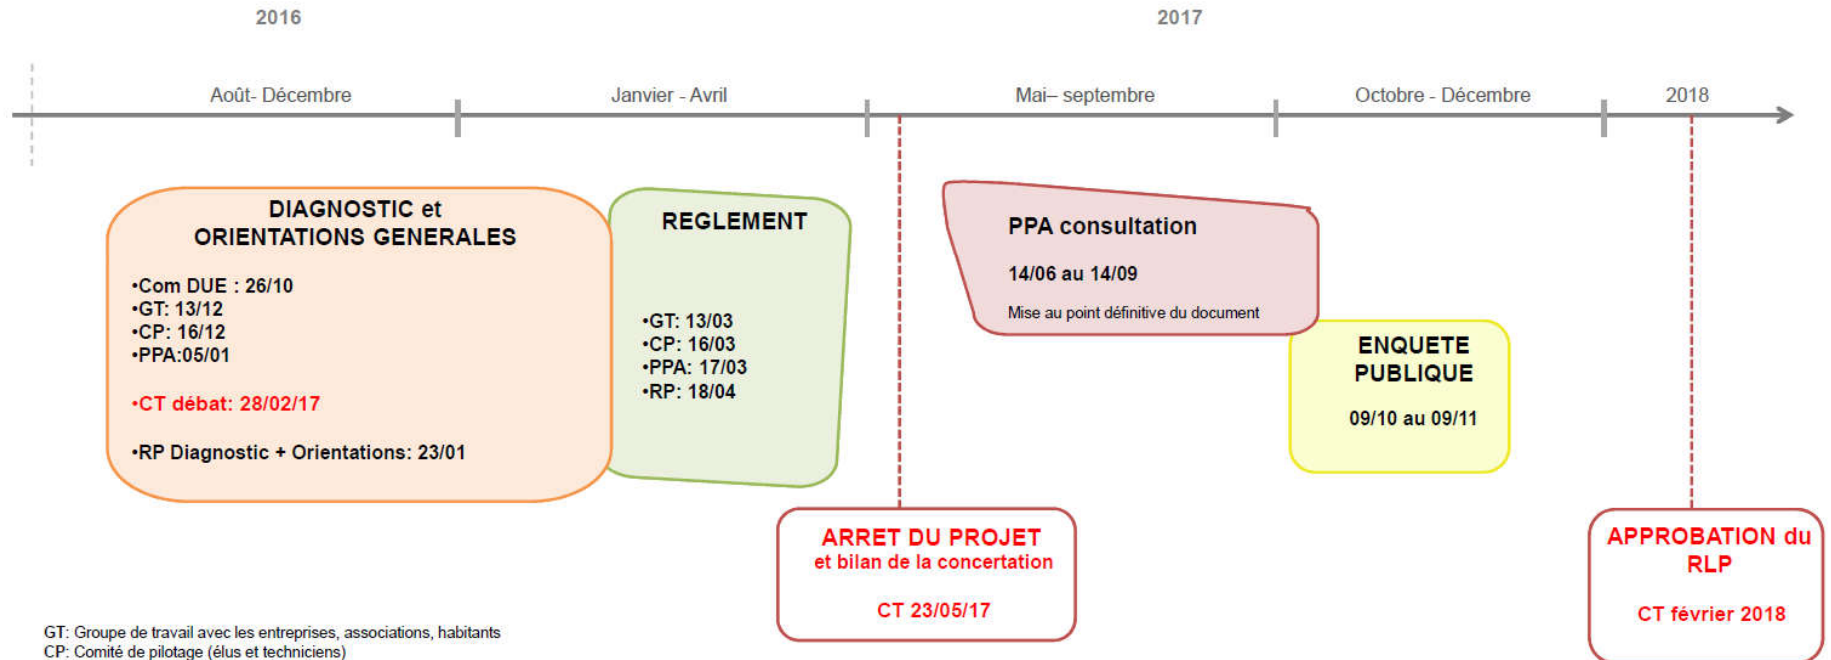 2016
2017
Août- Décembre
Janvier - Avril
Mai– septembre
Octobre - Décembre
2018
DIAGNOSTIC et
ORIENTATIONS GENERALES
•Com DUE : 26/10
•GT: 13/12
•CP: 16/12
•PPA:05/01
•CT débat: 28/02/17
•RP Diagnostic + Orientations: 23/01
REGLEMENT
•GT: 13/03
•CP: 16/03
•PPA: 17/03
•RP: 18/04
PPA consultation
14/06 au 14/09
Mise au point définitive du document
ENQUETE
PUBLIQUE
09/10 au 09/11
ARRET DU PROJET
et bilan de la concertation
CT 23/05/17
APPROBATION du
RLP
CT février 2018
GT: Groupe de travail avec les entreprises, associations, habitants
CP: Comité de pilotage (élus et techniciens)